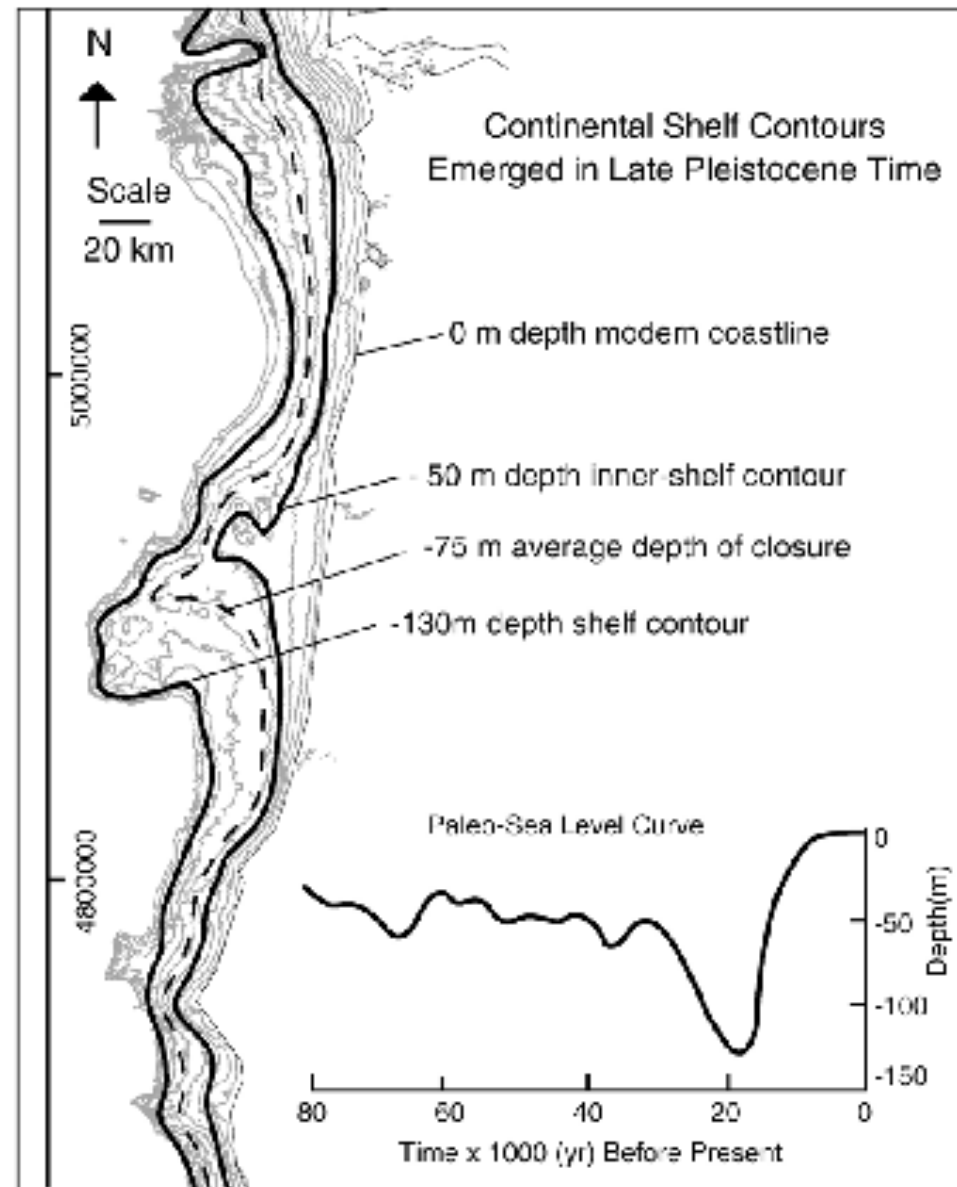 N
Continental Shelf Contours
Emerged in Late Pleistocene Time
Scale
20 km
0 m depth modern coastline
5000000
-50 m depth inner-shelf contour
-75 m average depth of closure
-130m depth shelf contour
Paleo-Sea Level Curve
0
-50
-100
-150
Depth(m)
4800000
80 60 40 20 0
Time x 1000 (yr) Before Present